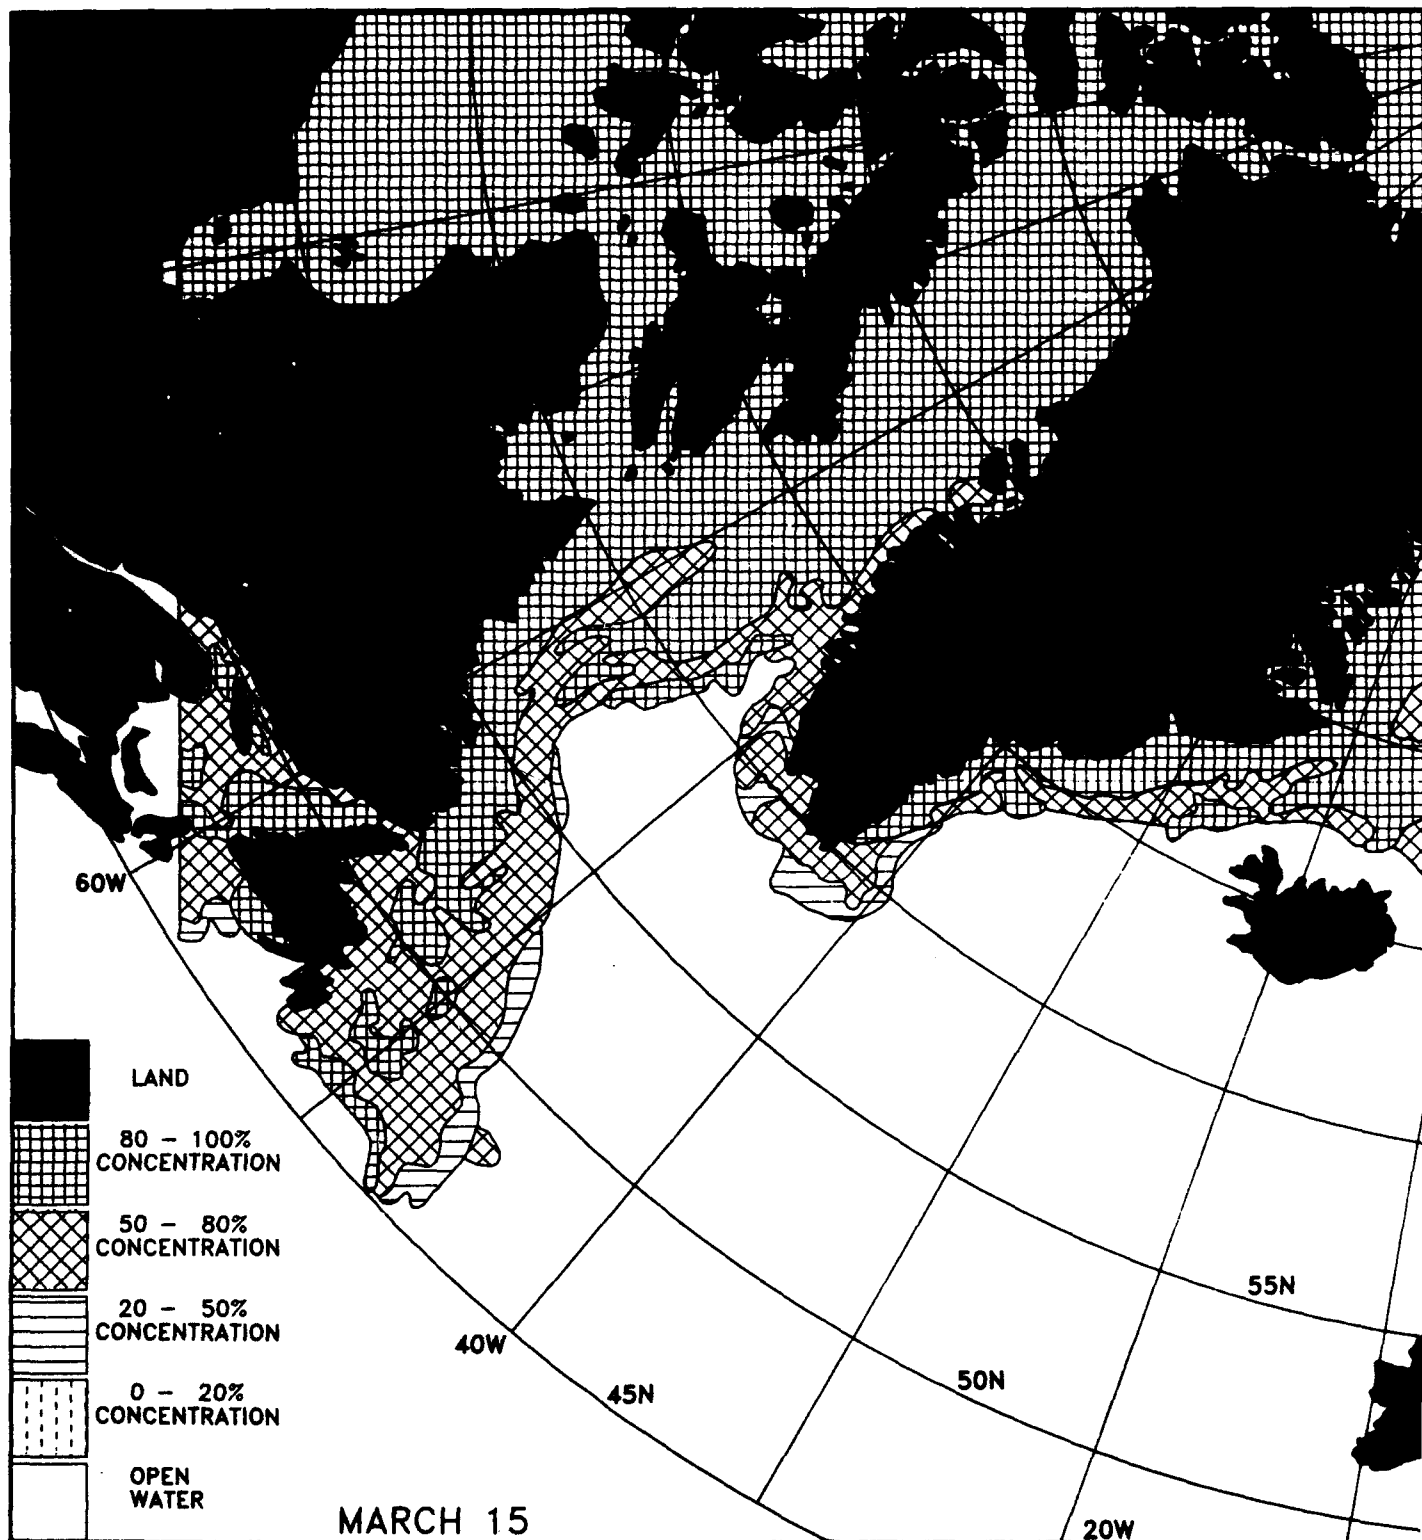 60W
LAND
80 - 100%
CONCENTRATION
50 - 80%
CONCENTRATION
20 - 50%
CONCENTRATION
0 - 20%
CONCENTRATION
OPEN
WATER
55N
50N
45N
40W
20W
MARCH 15